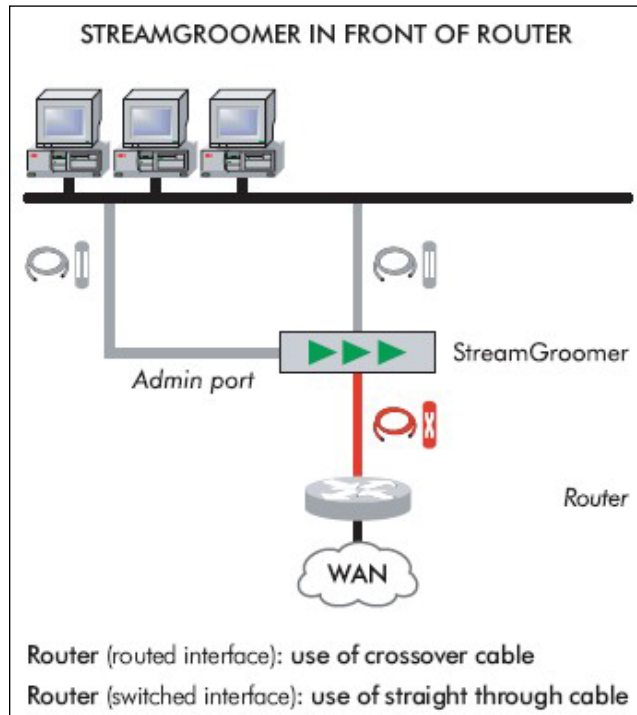 STREAMGROOMER IN FRONT OF ROUTER
StreamGroomer
Admin port
Router
WAN
Router (routed interface): use of crossover cable
Router (switched interface): use of straight through cable